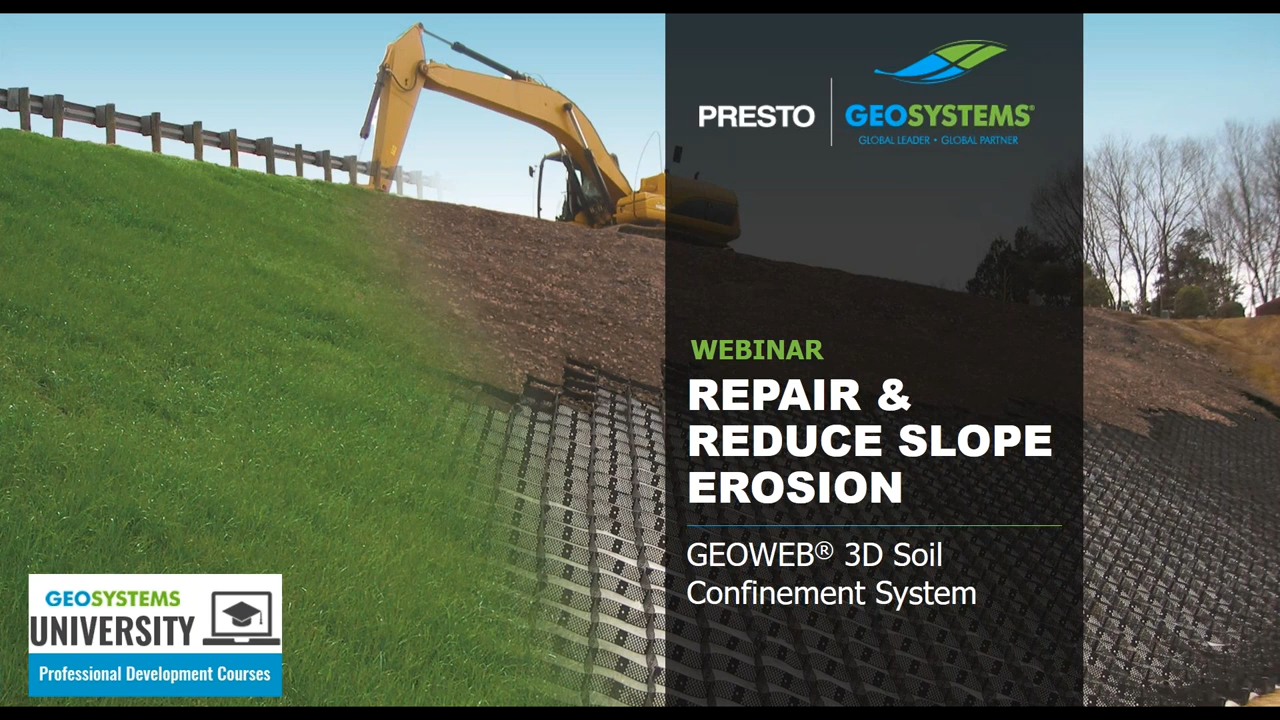 PRESTO
GEOSYSTEMS®
GLOBAL LEADER • GLOBAL PARTNER
WEBINAR
REPAIR &
REDUCE SLOPE
EROSION
GEOWEB® 3D Soil
Confinement System
GEOSYSTEMS
UNIVERSITY
Professional Development Courses